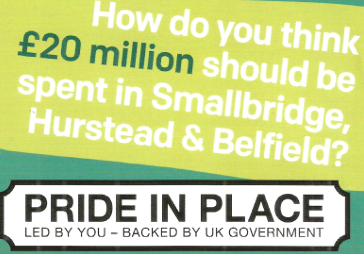 How do you think
£20 million should be
spent in Smallbridge,
Hurstead & Belfield?
PRIDE IN PLACE
LED BY YOU – BACKED BY UK GOVERNMENT